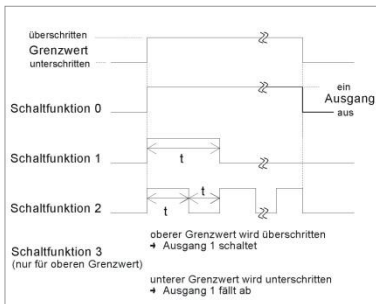 überschritten
Grenzwert
unterschritten
ein
Ausgang
aus
Schaltfunktion 0
Schaltfunktion 1
t
t
t
Schaltfunktion 2
Schaltfunktion 3
(nur für oberen Grenzwert)
oberer Grenzwert wird überschritten
→ Ausgang 1 schaltet
unterer Grenzwert wird unterschritten
→ Ausgang 1 fällt ab